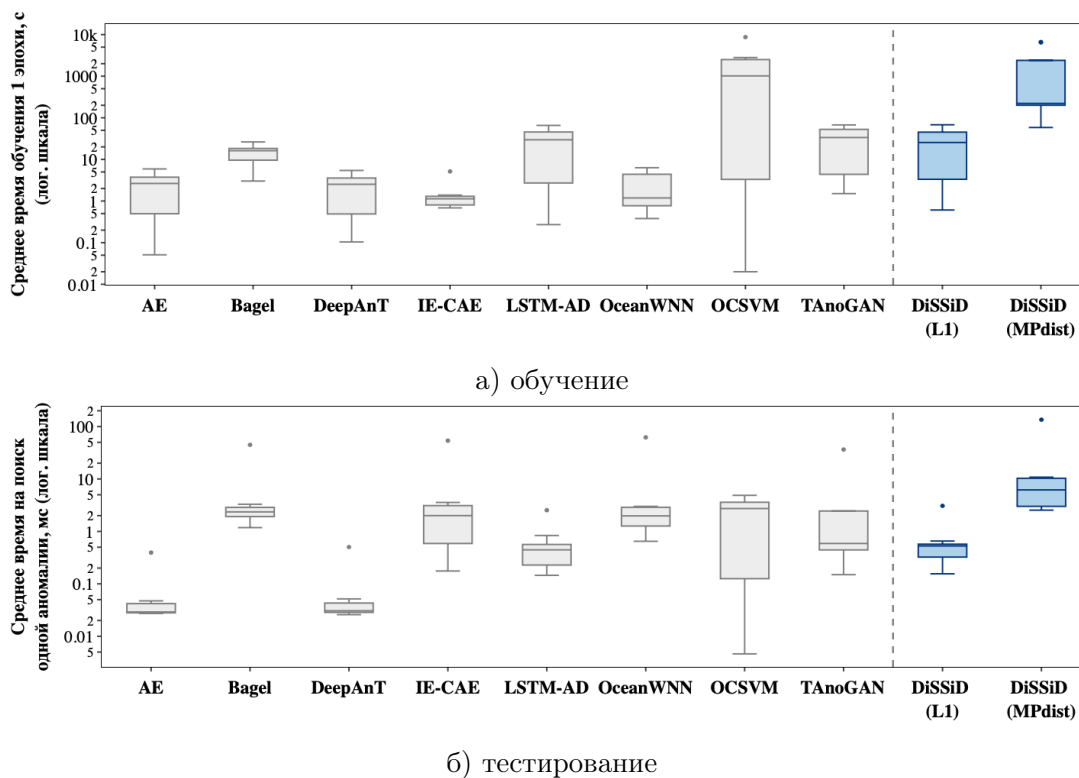 Среднее время обучения 1 эпохи, с
(лог. шкала)
10k
5
2
1000
2
100
5
2
10
5
2
1
5
2
0.1
5
2
0.01
AE Bagel DeepAnT IE-CAE LSTM-AD OceanWNN OCSVM TAnoGAN DiSSiD DiSSiD
(L1) (MPdist)
а) обучение
Среднее время на поиск
одной аномалии, мс (лог. шкала)
2
100
5
2
10
5
2
1
5
2
0.1
5
2
0.01
5
AE Bagel DeepAnT IE-CAE LSTM-AD OceanWNN OCSVM TAnoGAN DiSSiD DiSSiD
(L1) (MPdist)
б) тестирование